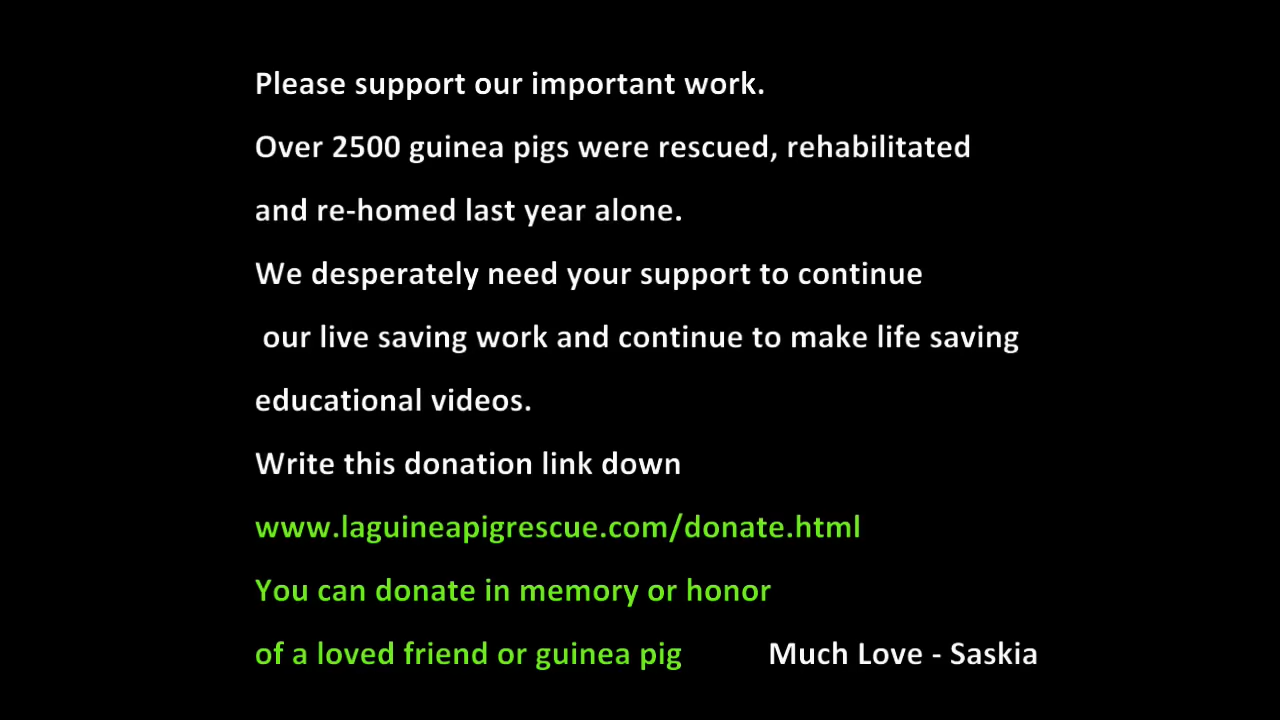 Please support our important work.
Over 2500 guinea pigs were rescued, rehabilitated
and re-homed last year alone.
We desperately need your support to continue
our live saving work and continue to make life saving
educational videos.
Write this donation link down
www.laguineapigrescue.com/donate.html
You can donate in memory or honor
of a loved friend or guinea pig Much Love - Saskia